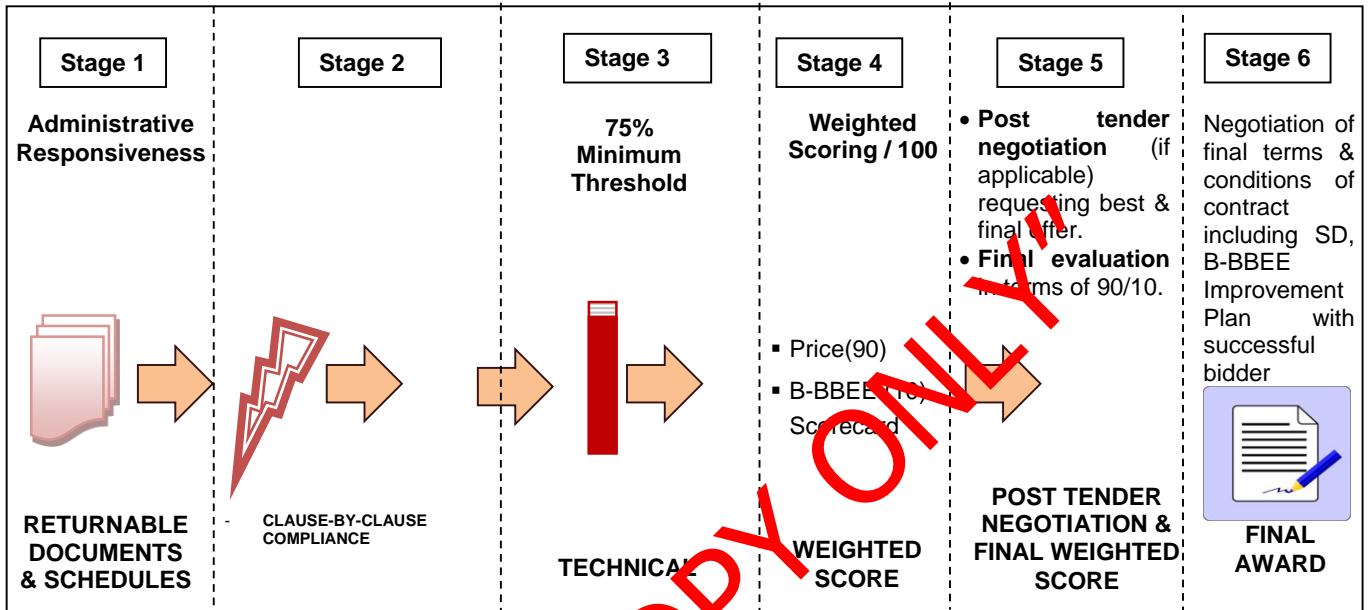 Stage 1
Administrative
Responsiveness
RETURNABLE
DOCUMENTS
& SCHEDULES
Stage 2
- CLAUSE-BY-CLAUSE
COMPLIANCE
Stage 3
75%
Minimum
Threshold
TECHNICAL
Stage 4
Weighted
Scoring / 100
▪ Price(90)
▪ B-BBEE (10)
Scorecard
WEIGHTED
SCORE
Stage 5
• Post tender
negotiation (if
applicable)
requesting best &
final offer.
• Final evaluation
in terms of 90/10.
POST TENDER
NEGOTIATION &
FINAL WEIGHTED
SCORE
Stage 6
Negotiation of
final terms &
conditions of
contract
including SD,
B-BBEE
Improvement
Plan with
successful
bidder
FINAL
AWARD
OPY ONLY"